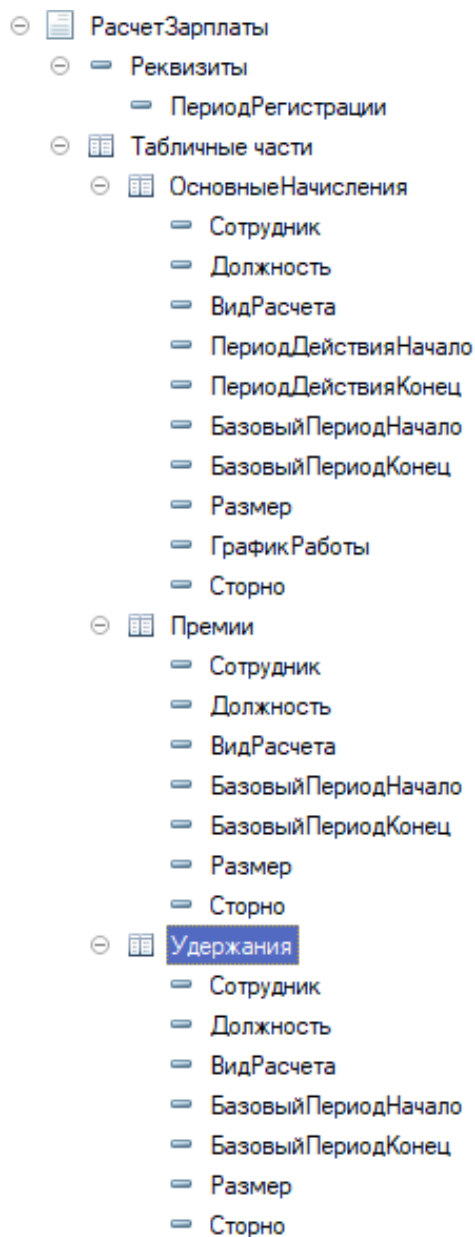 РасчетЗарплаты
Реквизиты
ПериодРегистрации
Табличные части
ОсновныеНачисления
Сотрудник
Должность
ВидРасчета
ПериодДействияНачало
ПериодДействияКонец
БазовыйПериодНачало
БазовыйПериодКонец
Размер
ГрафикРаботы
Сторно
Премии
Сотрудник
Должность
ВидРасчета
БазовыйПериодНачало
БазовыйПериодКонец
Размер
Сторно
Удержания
Сотрудник
Должность
ВидРасчета
БазовыйПериодНачало
БазовыйПериодКонец
Размер
Сторно